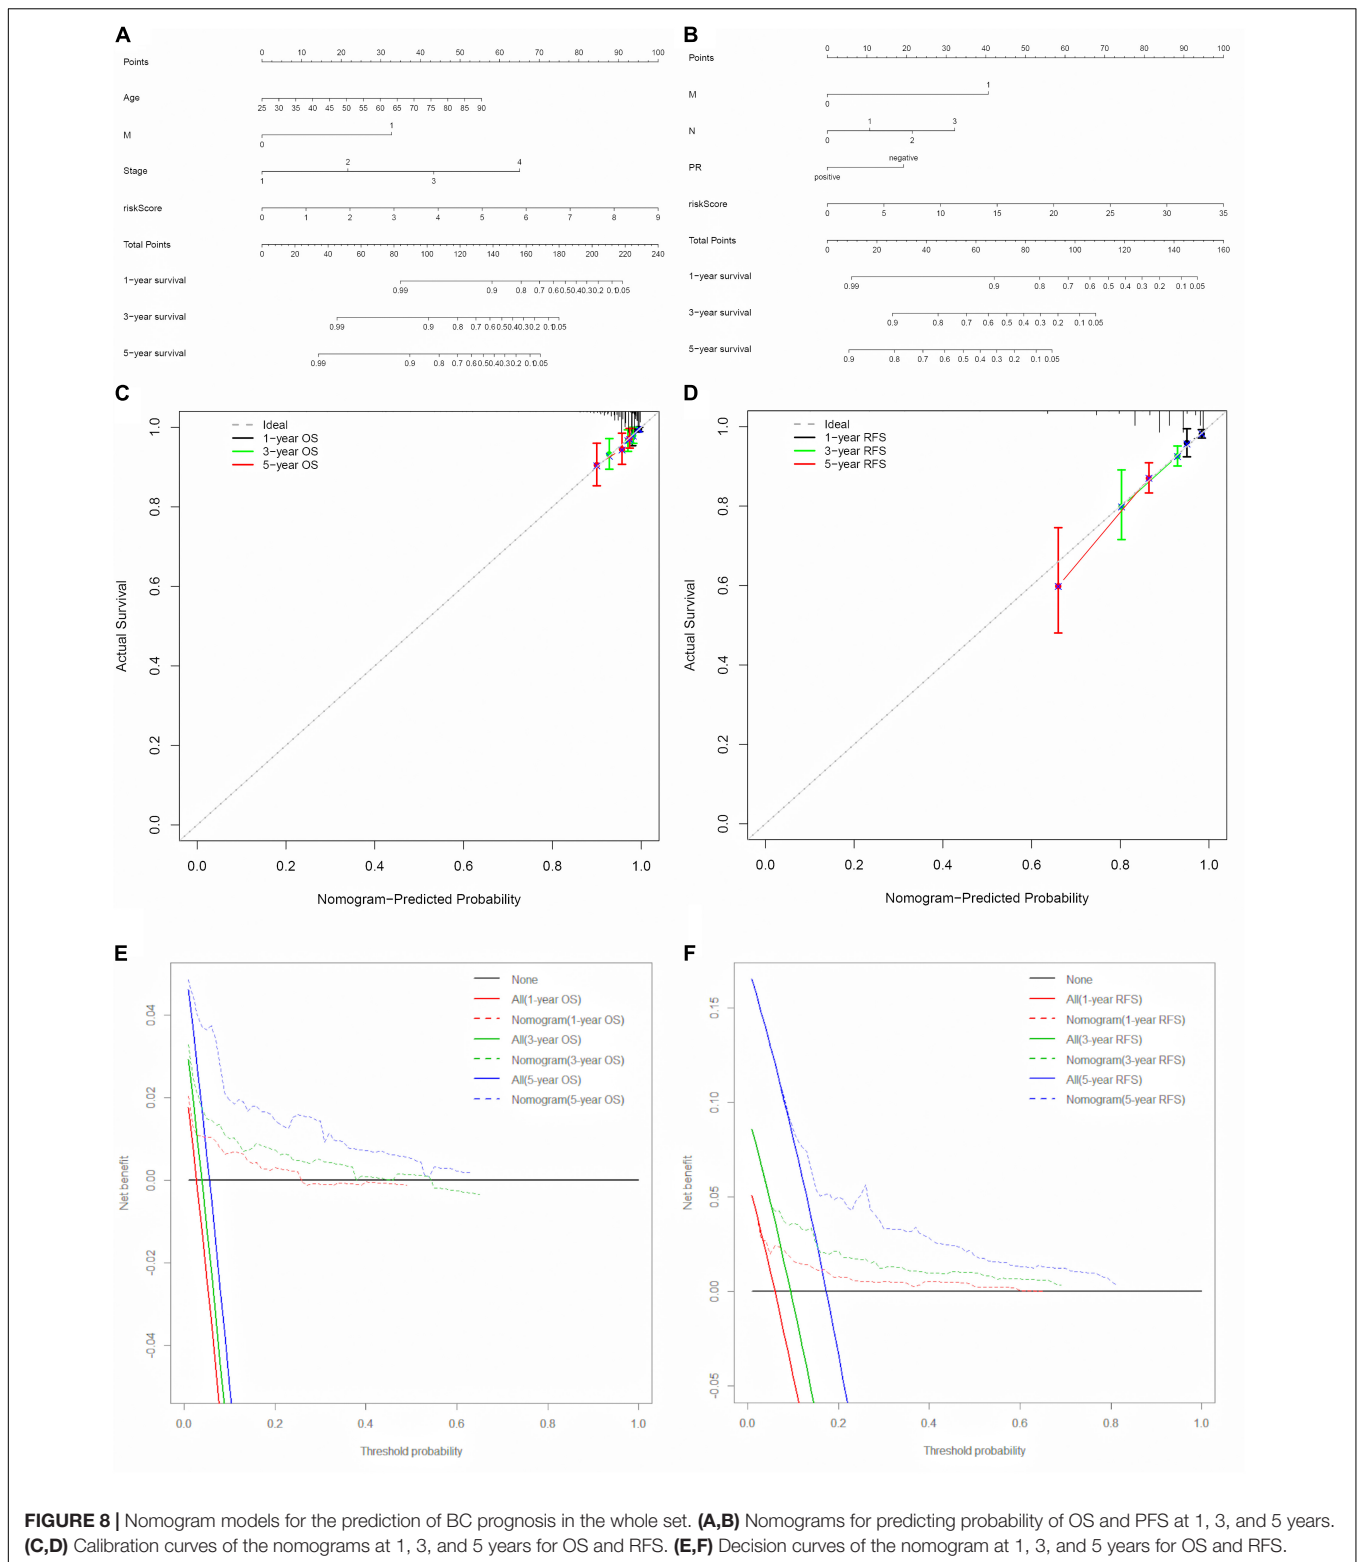 A
Points
0 10 20 30 40 50 60 70 80 90 100
Age
25 30 35 40 45 50 55 60 65 70 75 80 85 90
M
0 1
Stage
1 2 3 4
riskScore
0 1 2 3 4 5 6 7 8 9
Total Points
0 20 40 60 80 100 120 140 160 180 200 220 240
1−year survival
0.99 0.9 0.8 0.7 0.6 0.5 0.4 0.3 0.2 0.1 0.05
3−year survival
0.99 0.9 0.8 0.7 0.6 0.5 0.4 0.3 0.2 0.1 0.05
5−year survival
0.99 0.9 0.8 0.7 0.6 0.5 0.4 0.3 0.2 0.1 0.05
B
Points
0 10 20 30 40 50 60 70 80 90 100
M
0 1
N
0 1 2 3
PR
positive negative
riskScore
0 5 10 15 20 25 30 35
Total Points
0 20 40 60 80 100 120 140 160
1−year survival
0.99 0.9 0.8 0.7 0.6 0.5 0.4 0.3 0.2 0.1 0.05
3−year survival
0.9 0.8 0.7 0.6 0.5 0.4 0.3 0.2 0.1 0.05
5−year survival
0.9 0.8 0.7 0.6 0.5 0.4 0.3 0.2 0.1 0.05
C
Ideal
1−year OS
3−year OS
5−year OS
Actual Survival
0.0 0.2 0.4 0.6 0.8 1.0
0.0 0.2 0.4 0.6 0.8 1.0
Nomogram−Predicted Probability
D
Ideal
1−year RFS
3−year RFS
5−year RFS
Actual Survival
0.0 0.2 0.4 0.6 0.8 1.0
0.0 0.2 0.4 0.6 0.8 1.0
Nomogram−Predicted Probability
E
None
All(1-year OS)
Nomogram(1-year OS)
All(3-year OS)
Nomogram(3-year OS)
All(5-year OS)
Nomogram(5-year OS)
Net benefit
-0.04 -0.02 0.00 0.02 0.04
0.0 0.2 0.4 0.6 0.8 1.0
Threshold probability
F
None
All(1-year RFS)
Nomogram(1-year RFS)
All(3-year RFS)
Nomogram(3-year RFS)
All(5-year RFS)
Nomogram(5-year RFS)
Net benefit
-0.05 0.00 0.05 0.10 0.15
0.0 0.2 0.4 0.6 0.8 1.0
Threshold probability
FIGURE 8 | Nomogram models for the prediction of BC prognosis in the whole set. (A,B) Nomograms for predicting probability of OS and PFS at 1, 3, and 5 years.
(C,D) Calibration curves of the nomograms at 1, 3, and 5 years for OS and RFS. (E,F) Decision curves of the nomogram at 1, 3, and 5 years for OS and RFS.